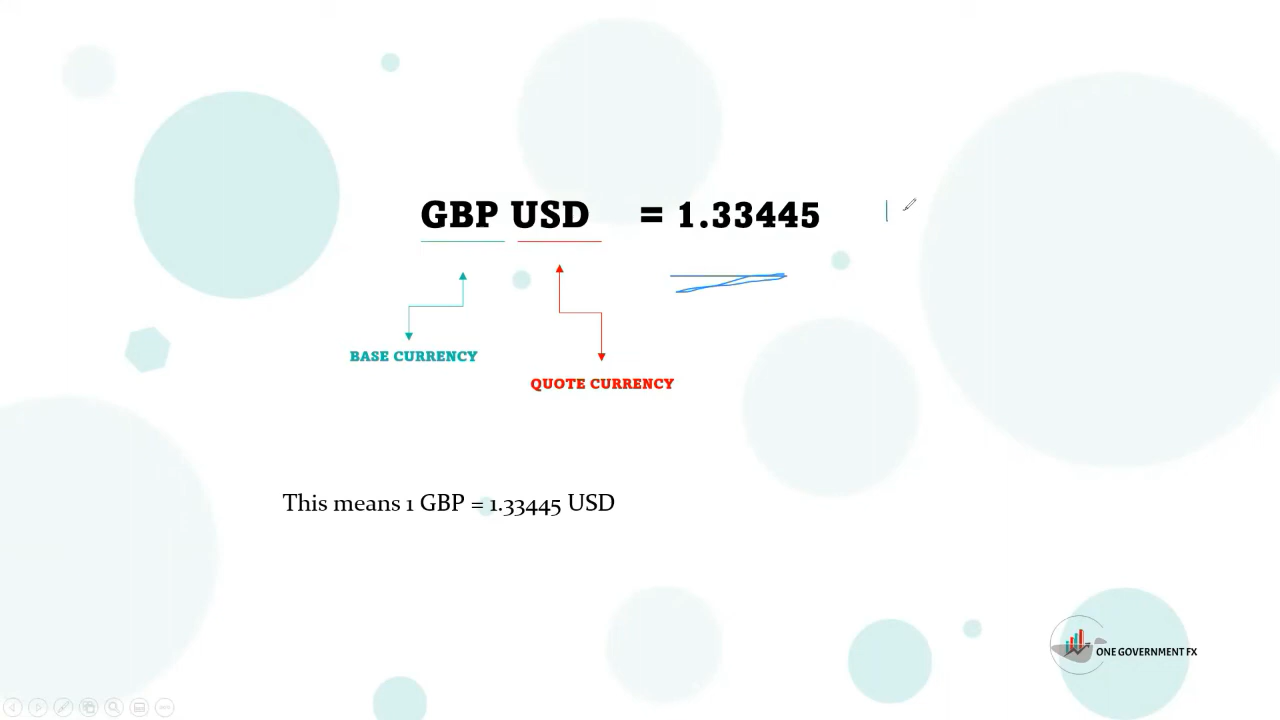 GBP USD = 1.33445
BASE CURRENCY
QUOTE CURRENCY
This means 1 GBP = 1.33445 USD
ONE GOVERNMENT FX